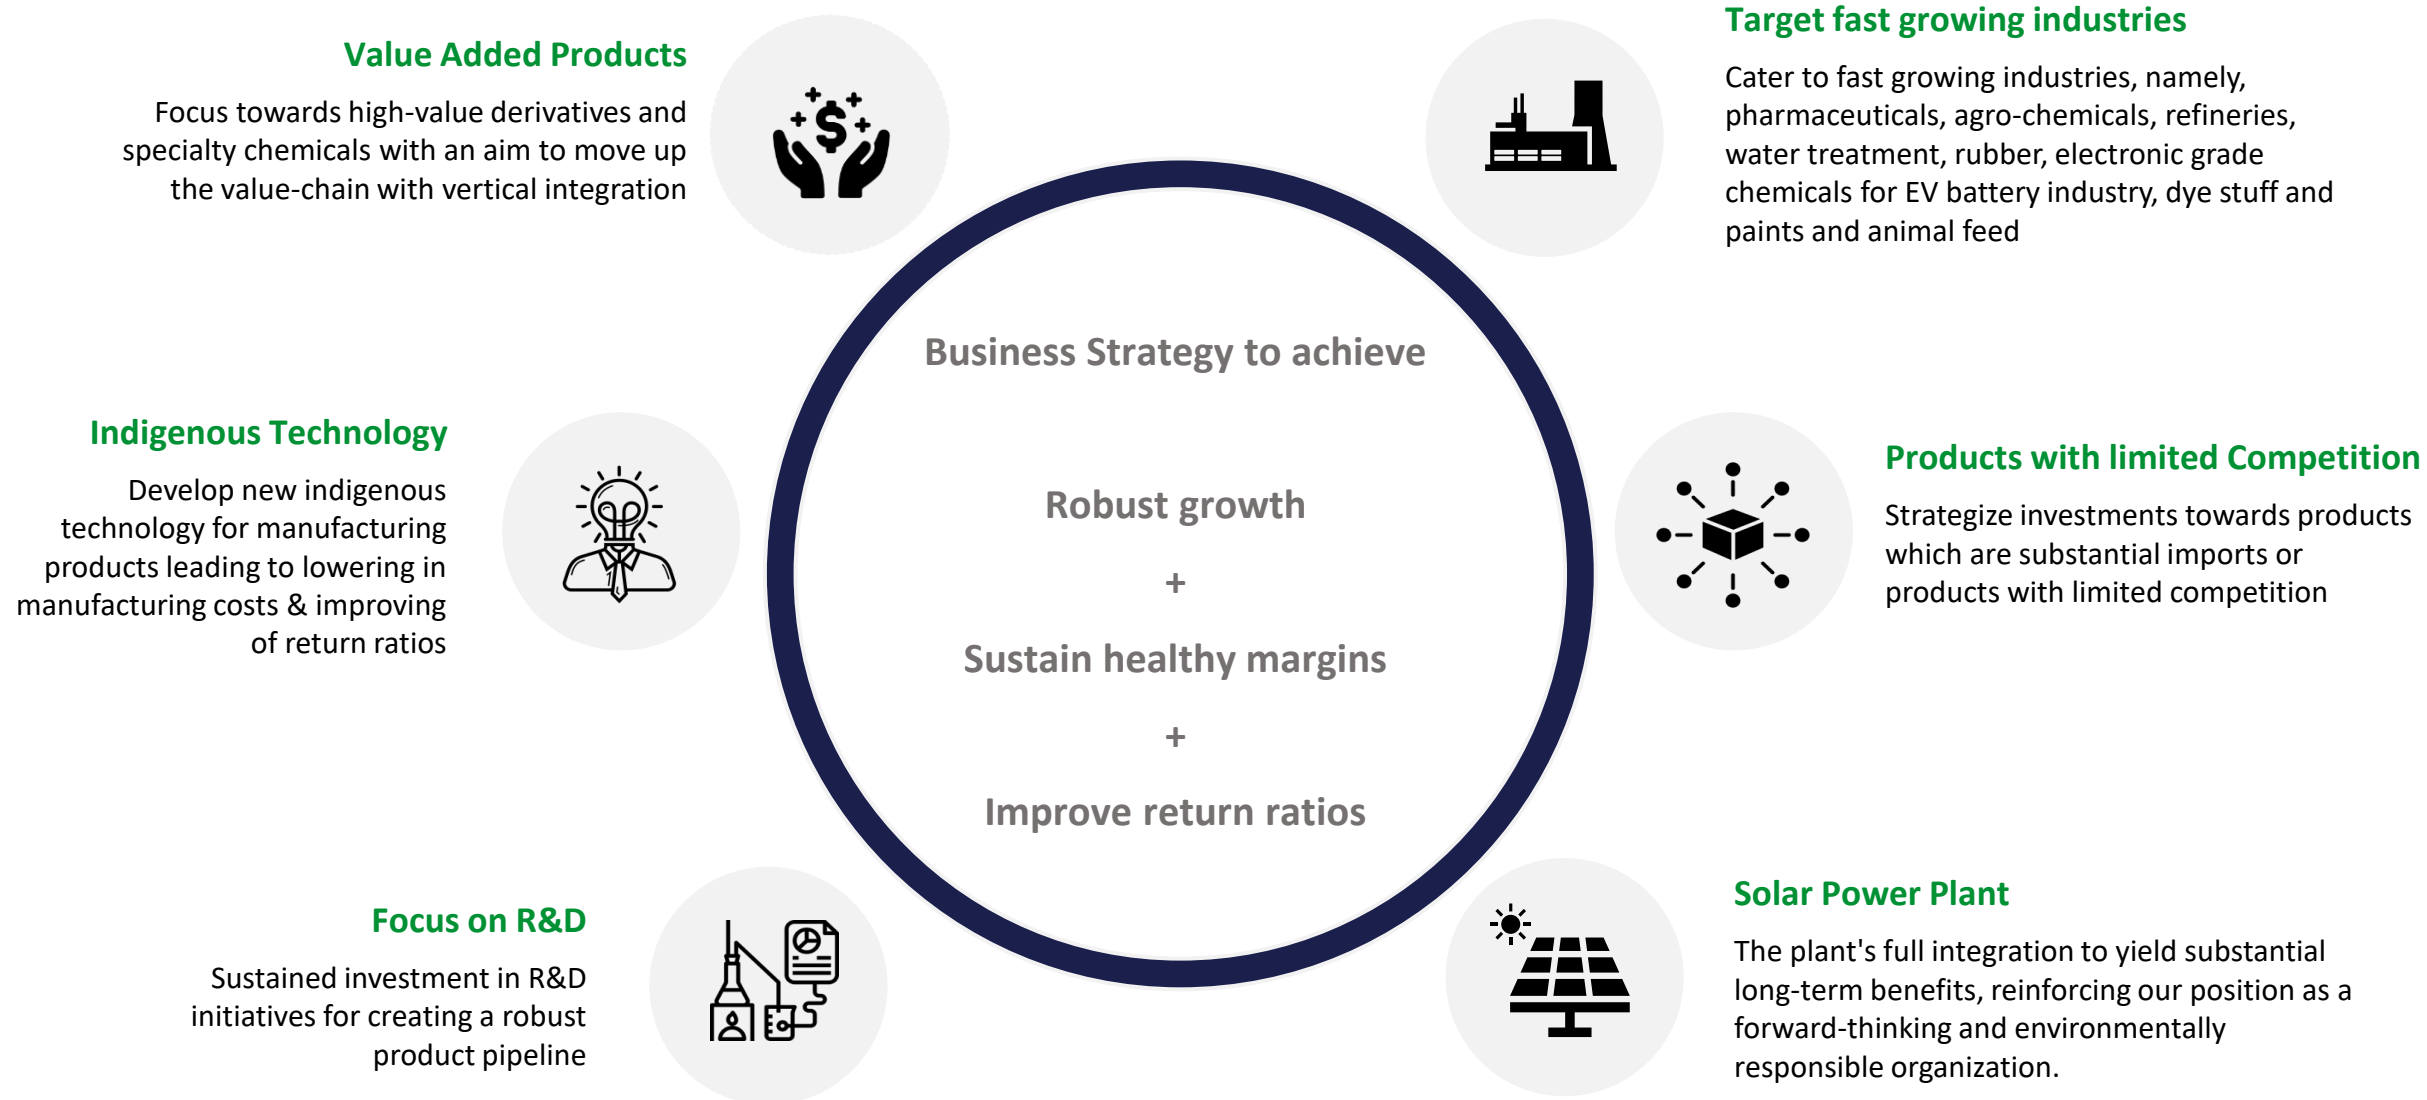 Value Added Products
Focus towards high-value derivatives and
specialty chemicals with an aim to move up
the value-chain with vertical integration
Target fast growing industries
Cater to fast growing industries, namely,
pharmaceuticals, agro-chemicals, refineries,
water treatment, rubber, electronic grade
chemicals for EV battery industry, dye stuff and
paints and animal feed
Business Strategy to achieve
Robust growth
+
Sustain healthy margins
+
Improve return ratios
Indigenous Technology
Develop new indigenous
technology for manufacturing
products leading to lowering in
manufacturing costs & improving
of return ratios
Products with limited Competition
Strategize investments towards products
which are substantial imports or
products with limited competition
Focus on R&D
Sustained investment in R&D
initiatives for creating a robust
product pipeline
Solar Power Plant
The plant's full integration to yield substantial
long-term benefits, reinforcing our position as a
forward-thinking and environmentally
responsible organization.